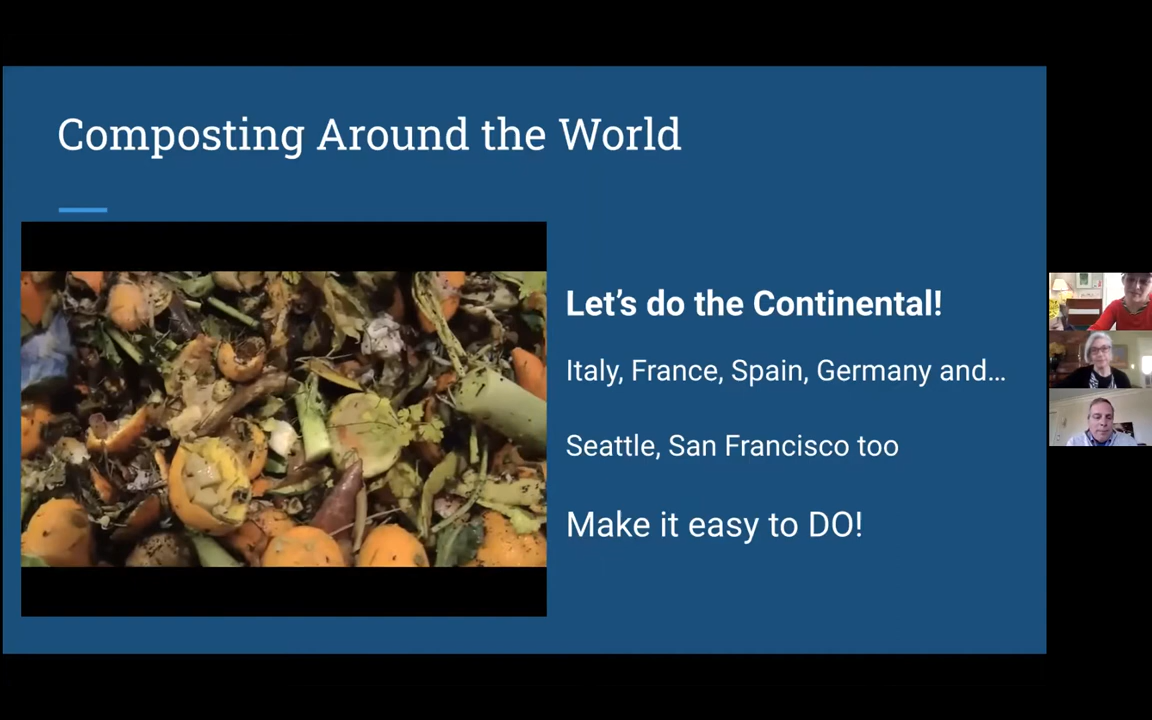 Composting Around the World
Let's do the Continental!
Italy, France, Spain, Germany and...
Seattle, San Francisco too
Make it easy to DO!